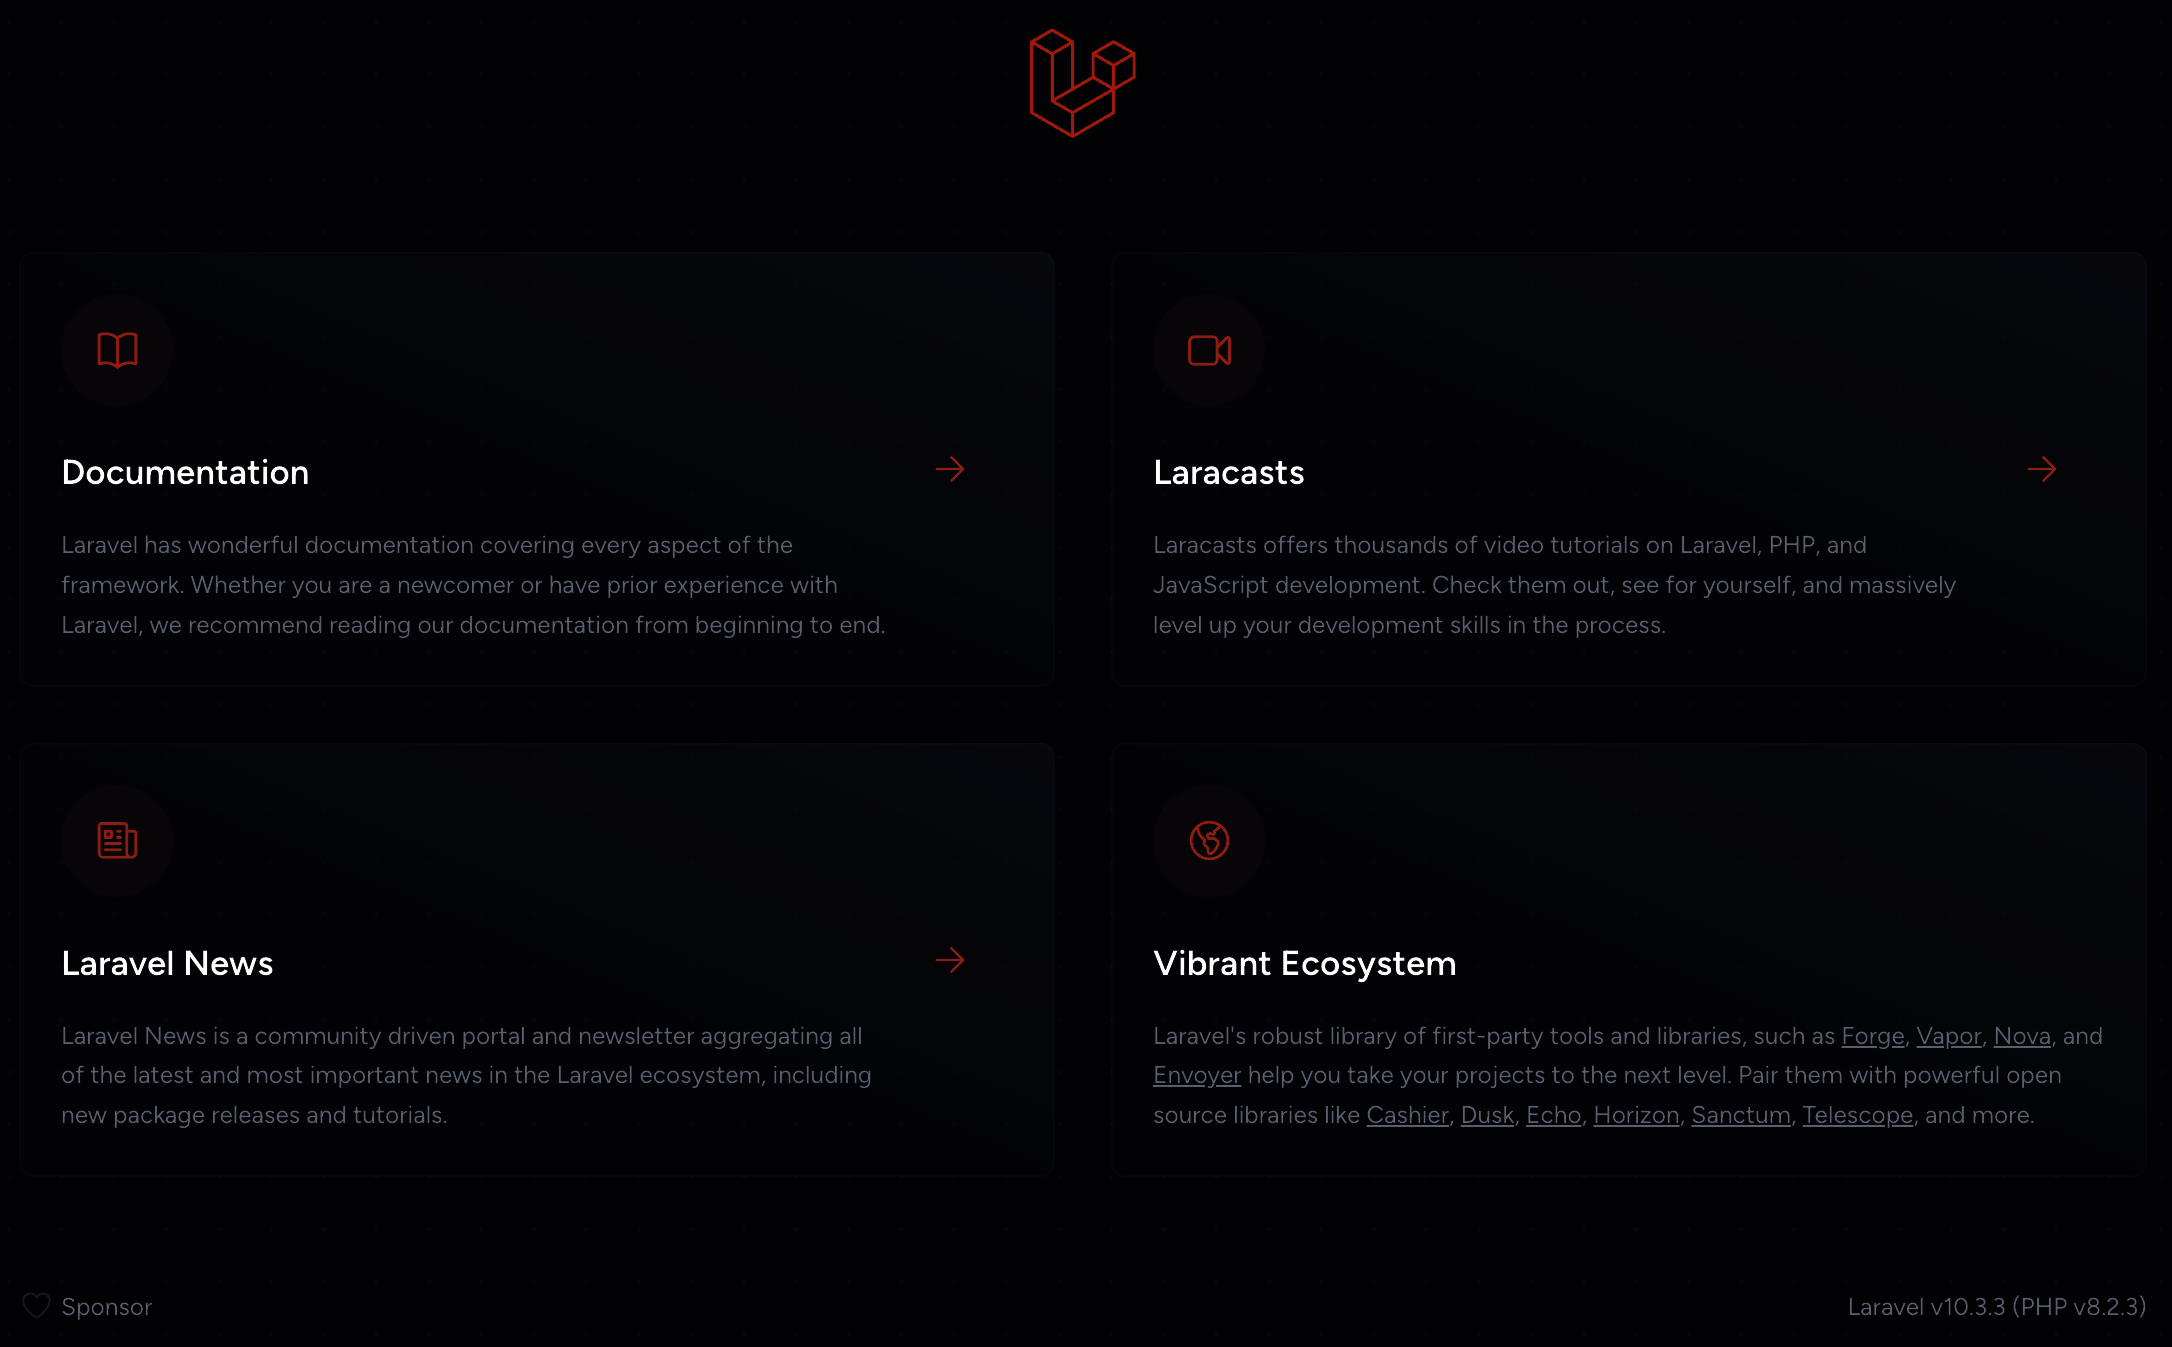 Documentation
Laravel has wonderful documentation covering every aspect of the
framework. Whether you are a newcomer or have prior experience with
Laravel, we recommend reading our documentation from beginning to end.
Laracasts
Laracasts offers thousands of video tutorials on Laravel, PHP, and
JavaScript development. Check them out, see for yourself, and massively
level up your development skills in the process.
Laravel News
Laravel News is a community driven portal and newsletter aggregating all
of the latest and most important news in the Laravel ecosystem, including
new package releases and tutorials.
Vibrant Ecosystem
Laravel's robust library of first-party tools and libraries, such as Forge, Vapor, Nova, and
Envoyer help you take your projects to the next level. Pair them with powerful open
source libraries like Cashier, Dusk, Echo, Horizon, Sanctum, Telescope, and more.
Sponsor
Laravel v10.3.3 (PHP v8.2.3)